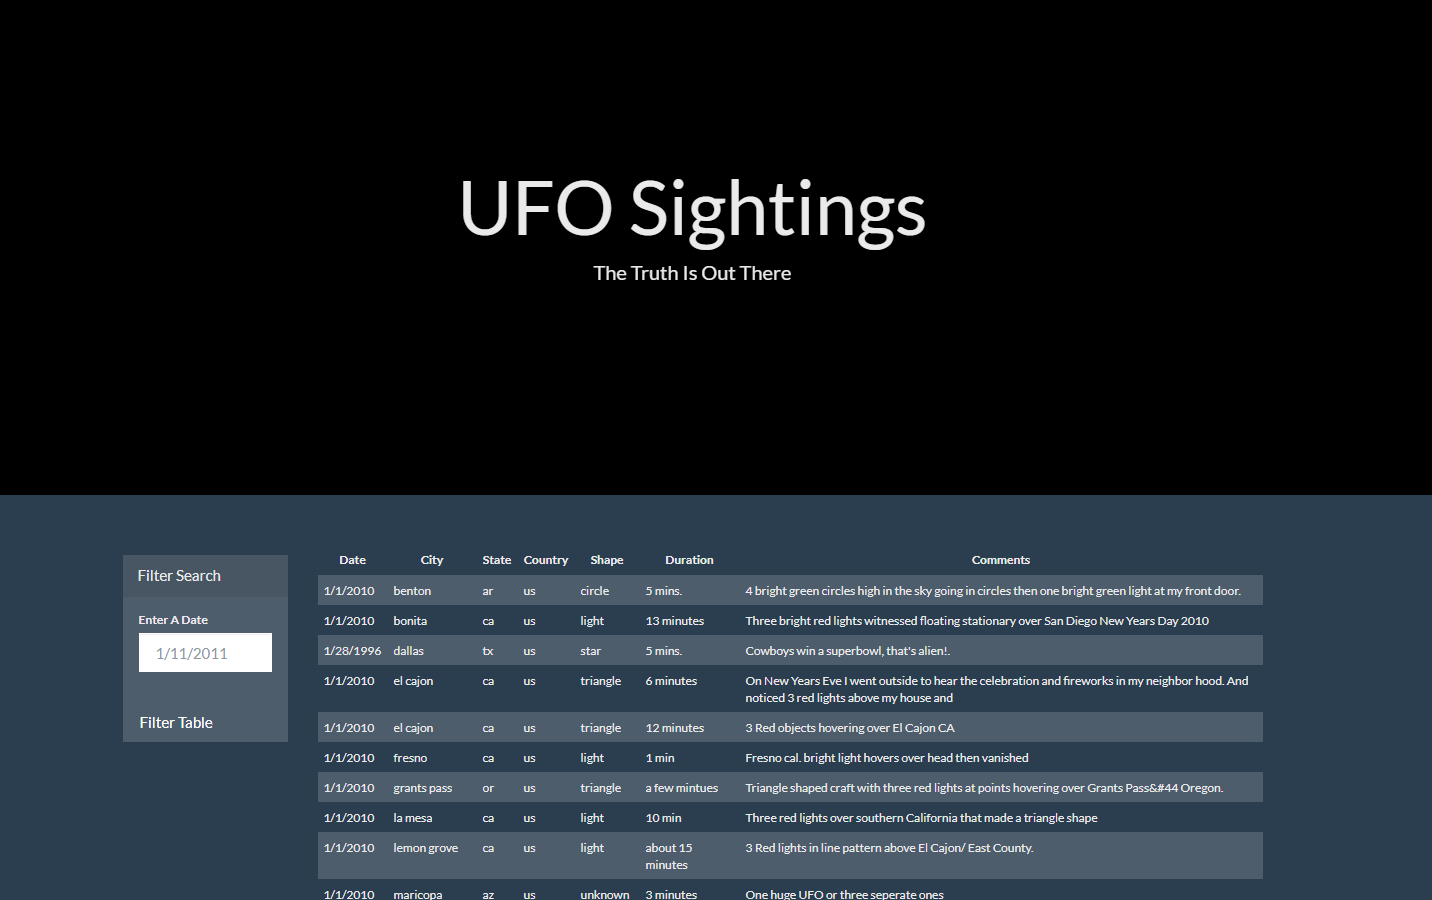 UFO Sightings
The Truth Is Out There
Filter Search
Enter A Date
1/11/2011
Filter Table
Date City State Country Shape Duration Comments
1/1/2010 benton ar us circle 5 mins. 4 bright green circles high in the sky going in circles then one bright green light at my front door.
1/1/2010 bonita ca us light 13 minutes Three bright red lights witnessed floating stationary over San Diego New Years Day 2010
1/28/1996 dallas tx us star 5 mins. Cowboys win a superbowl, that's alien!.
1/1/2010 el cajon ca us triangle 6 minutes On New Years Eve I went outside to hear the celebration and fireworks in my neighbor hood. And
noticed 3 red lights above my house and
1/1/2010 el cajon ca us triangle 12 minutes 3 Red objects hovering over El Cajon CA
1/1/2010 fresno ca us light 1 min Fresno cal. bright light hovers over head then vanished
1/1/2010 grants pass or us triangle a few mintues Triangle shaped craft with three red lights at points hovering over Grants Pass&#44 Oregon.
1/1/2010 la mesa ca us light 10 min Three red lights over southern California that made a triangle shape
1/1/2010 lemon grove ca us light about 15 3 Red lights in line pattern above El Cajon/ East County.
minutes
1/1/2010 maricopa az us unknown 3 minutes One huge UFO or three seperate ones